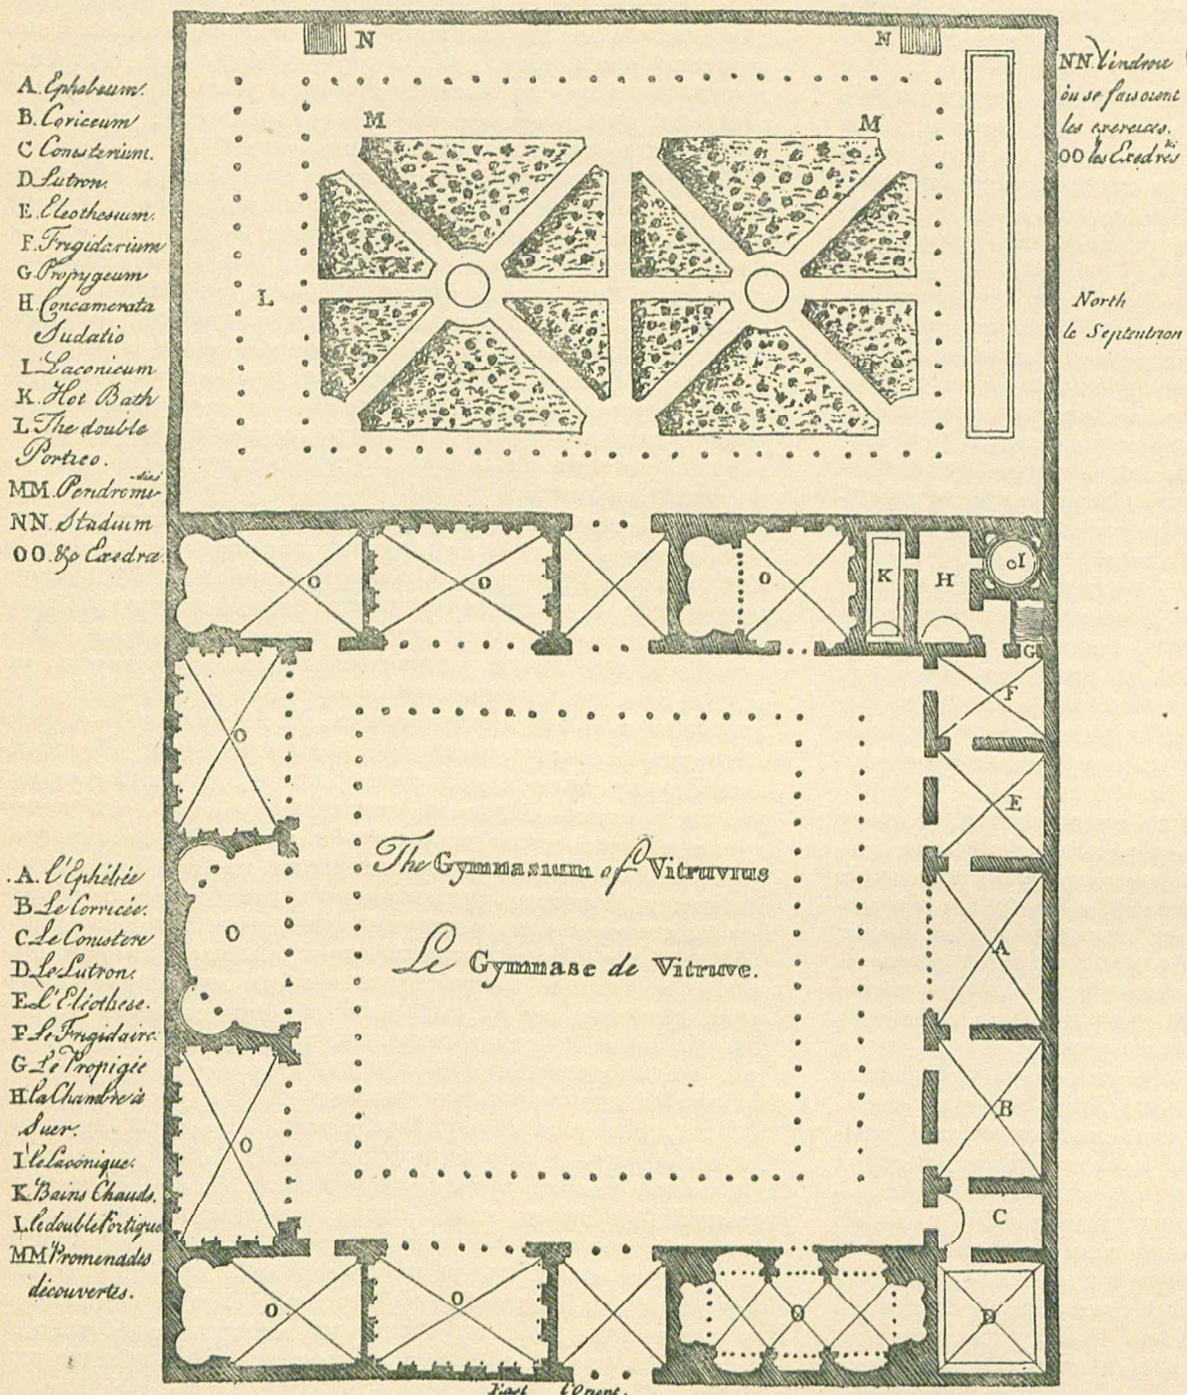 A. Ephebeum.
B. Coriceum
C Conisterium.
D. Lutron.
E. Eleothesium.
F. Frigidarium
G. Propygeum
H. Concamerata
Sudatio
I. Laconicum
K. Hot Bath
L. The double
Portico.
MM. Peridromi-
des
NN. Stadium
OO. &c Exedræ
.A. l'Ephébée
B Le Corricée.
C Le Conistere
D Le Lutron.
E L'Eléothese.
F Le Frigidaire.
G Le Propigée
H la Chambre à
Suer.
I le Laconique.
K Bains Chauds.
L le double Portique
MM Promenades
découvertes.
N
N
M
M
L
O
O
O
K
H
I
G
O
F
E
The Gymnasium of Vitruvius
O
Le Gymnase de Vitruve.
A
O
B
C
O
O
O
D
East l'Orient.
NN l'endroit
où se faisoient
les exercices.
OO les Exedres
North
le Septentrion